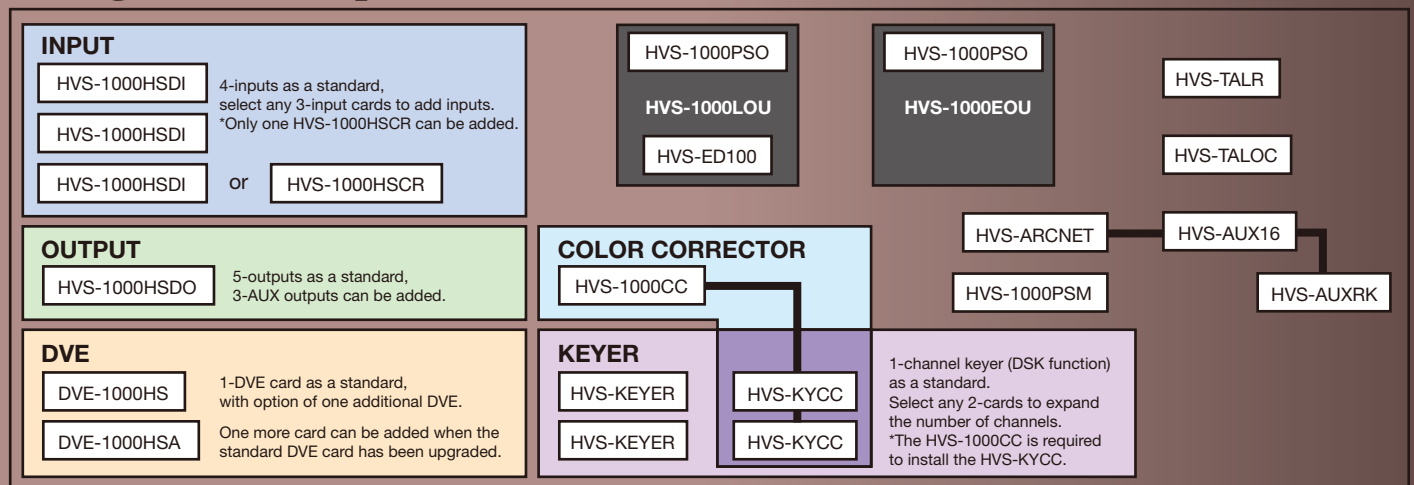 INPUT
HVS-1000HSDI
HVS-1000HSDI
HVS-1000HSDI
or
HVS-1000HSCR
4-inputs as a standard,
select any 3-input cards to add inputs.
*Only one HVS-1000HSCR can be added.
HVS-1000PSO
HVS-1000LOU
HVS-ED100
HVS-1000PSO
HVS-1000EOU
HVS-TALR
HVS-TALOC
HVS-ARCNET
HVS-AUX16
HVS-1000PSM
HVS-AUXRK
OUTPUT
HVS-1000HSDO
5-outputs as a standard,
3-AUX outputs can be added.
COLOR CORRECTOR
HVS-1000CC
DVE
DVE-1000HS
1-DVE card as a standard,
with option of one additional DVE.
DVE-1000HSA
One more card can be added when the
standard DVE card has been upgraded.
KEYER
HVS-KEYER
HVS-KYCC
HVS-KEYER
HVS-KYCC
1-channel keyer (DSK function)
as a standard.
Select any 2-cards to expand
the number of channels.
*The HVS-1000CC is required
to install the HVS-KYCC.